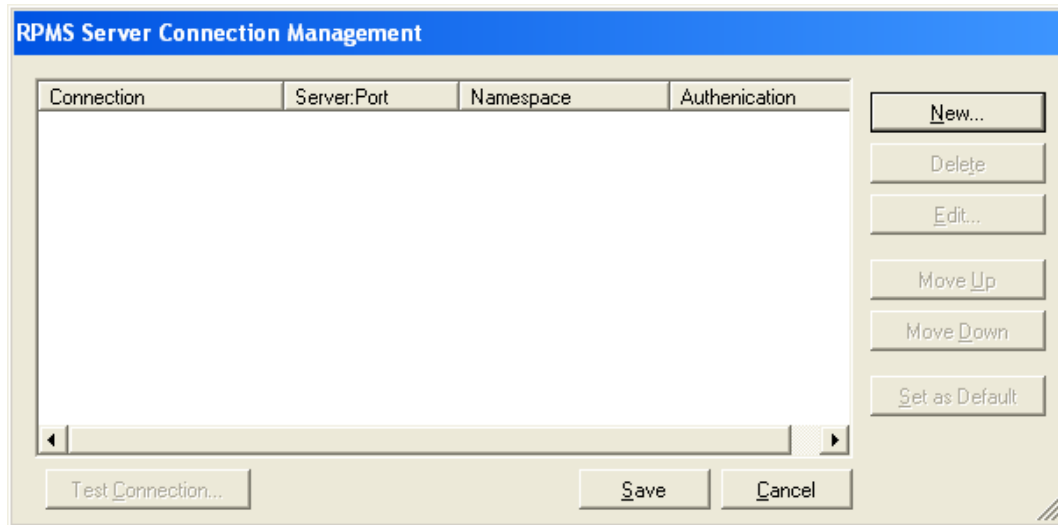 RPMS Server Connection Management
Connection Server:Port Namespace Authenication
New...
Delete
Edit...
Move Up
Move Down
Set as Default
Test Connection... Save Cancel